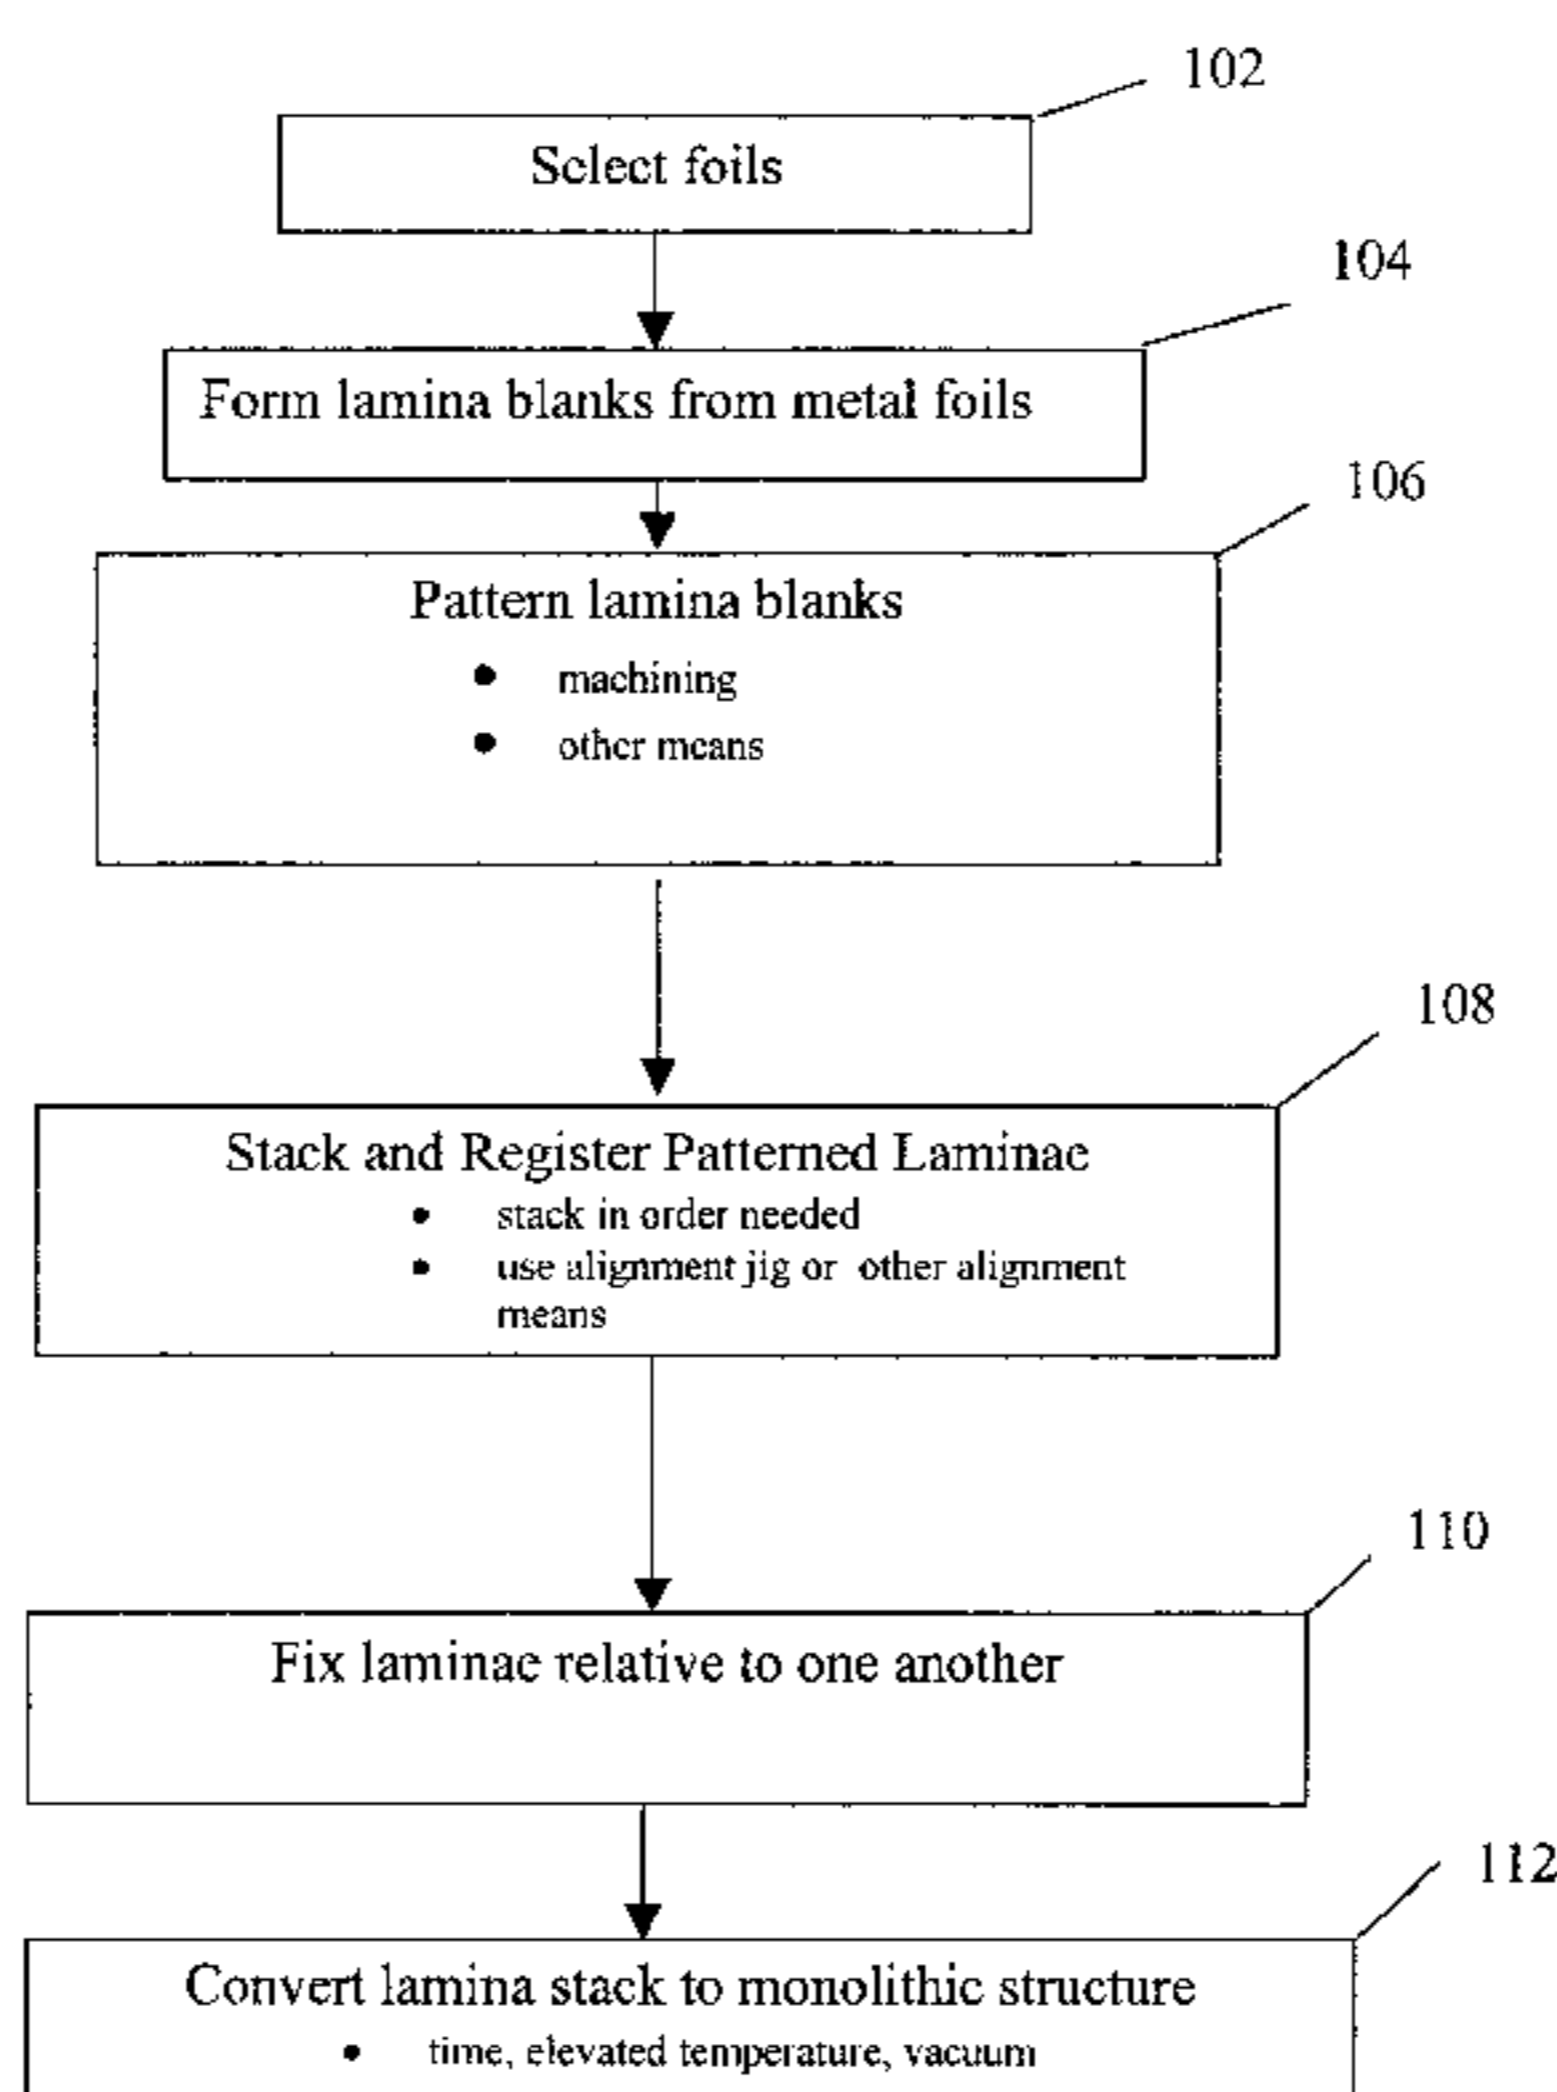 102
Select foils
104
Form lamina blanks from metal foils
106
Pattern lamina blanks
● machining
● other means
108
Stack and Register Patterned Laminae
● stack in order needed
● use alignment jig or other alignment
means
110
Fix laminae relative to one another
112
Convert lamina stack to monolithic structure
● time, elevated temperature, vacuum